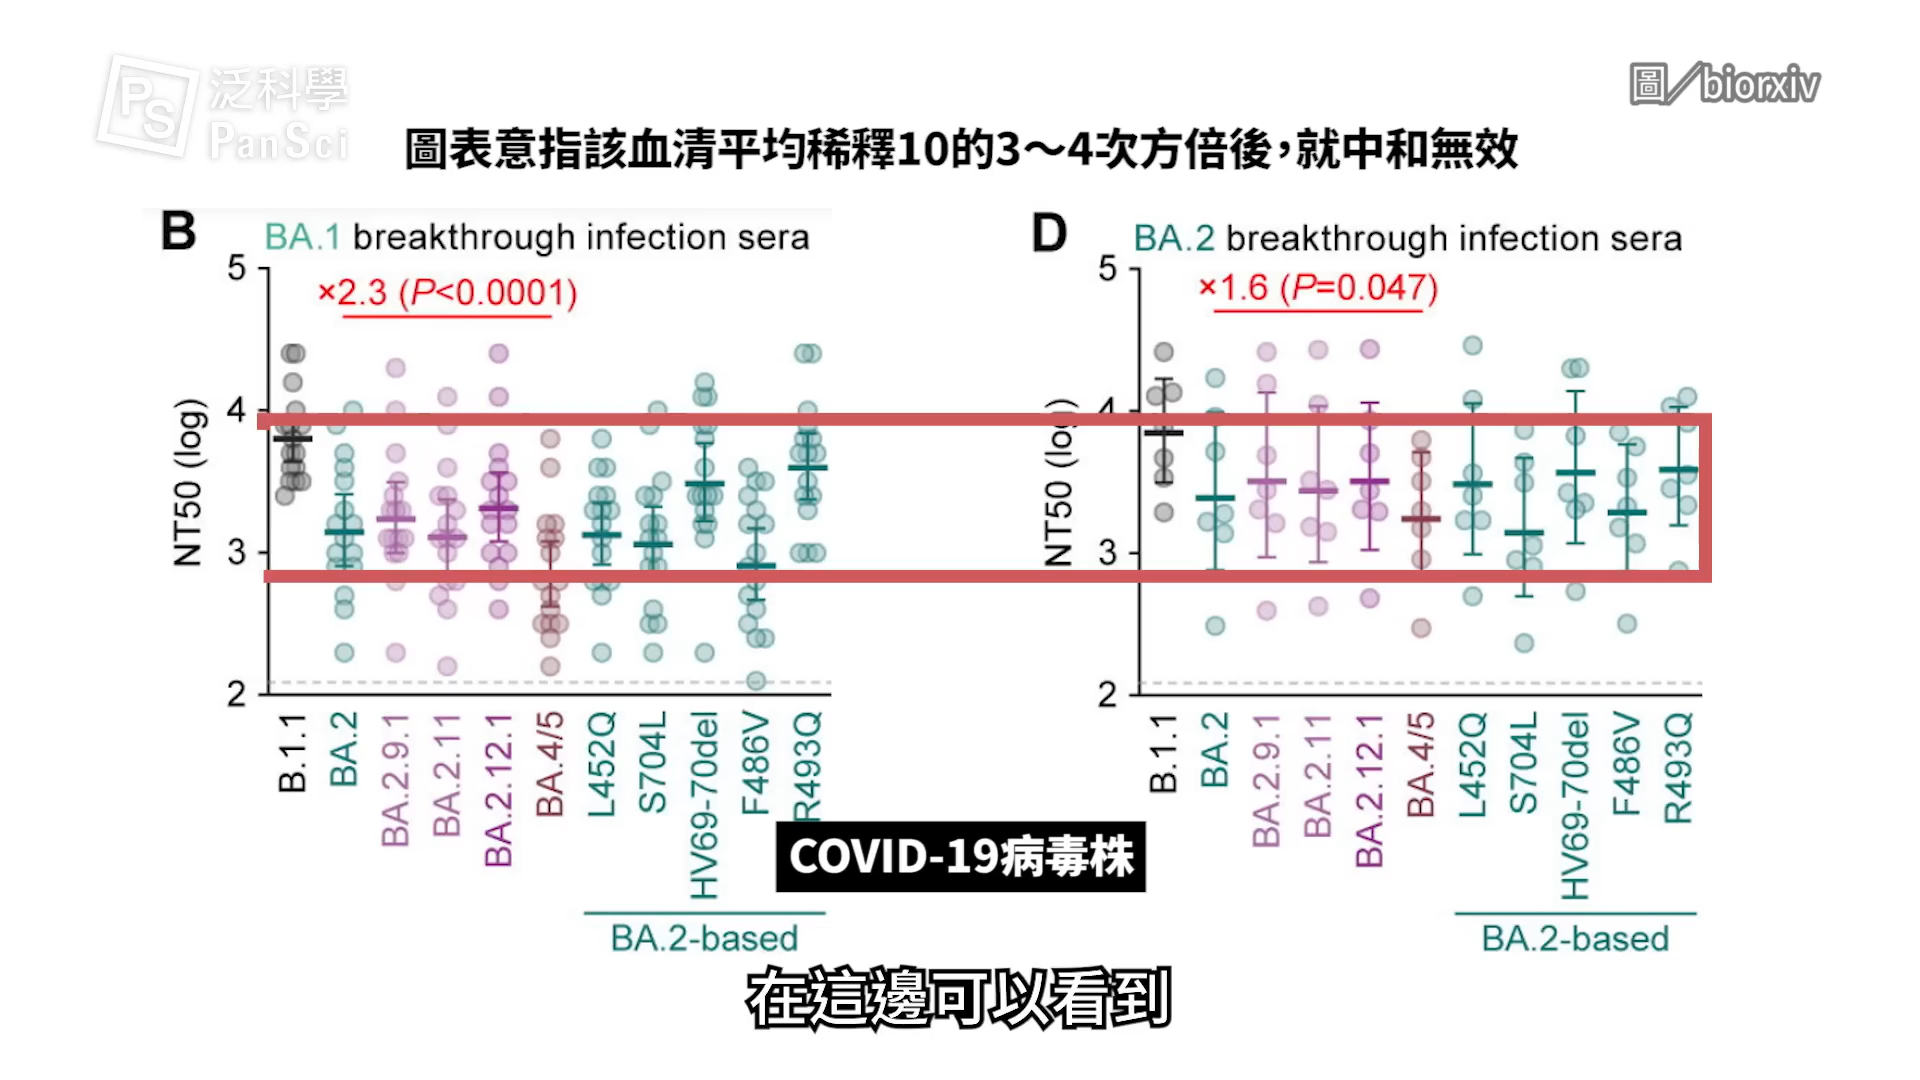 PS 泛科學
PanSci
圖／biorxiv
圖表意指該血清平均稀釋10的3～4次方倍後，就中和無效
B BA.1 breakthrough infection sera
×2.3 (P<0.0001)
NT50 (log)
5
4
3
2
B.1.1
BA.2
BA.2.9.1
BA.2.11
BA.2.12.1
BA.4/5
L452Q
S704L
HV69-70del
F486V
R493Q
BA.2-based
D BA.2 breakthrough infection sera
×1.6 (P=0.047)
NT50 (log)
5
4
3
2
B.1.1
BA.2
BA.2.9.1
BA.2.11
BA.2.12.1
BA.4/5
L452Q
S704L
HV69-70del
F486V
R493Q
BA.2-based
COVID-19病毒株
在這邊可以看到